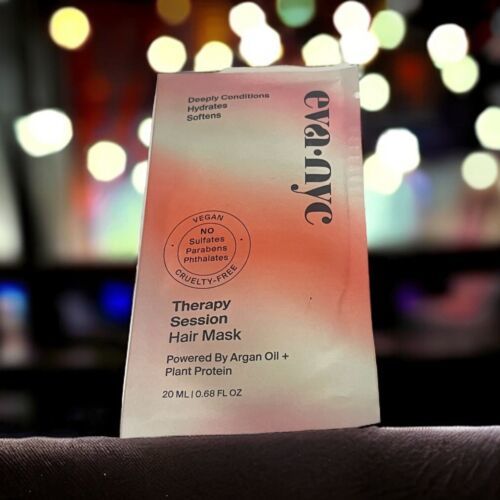 Deeply Conditions
Hydrates
Softens
eva·nyc
VEGAN
NO
Sulfates
Parabens
Phthalates
CRUELTY-FREE
Therapy
Session
Hair Mask
Powered By Argan Oil +
Plant Protein
20 ML | 0.68 FL OZ